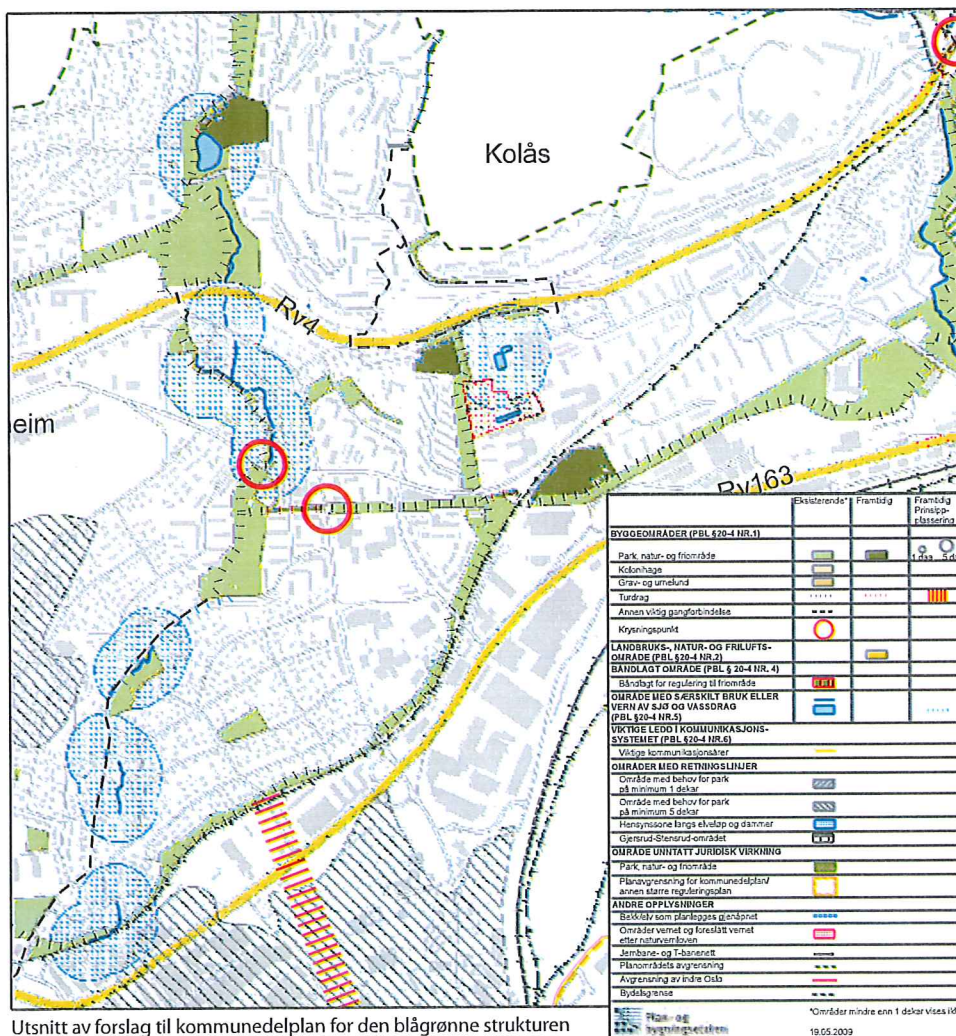 Kolås
Rv4
eim
Rv163
Eksisterende*
Framtidig
Framtidig
Prinsipp-
plassering
BYGGEOMRÅDER (PBL §20-4 NR.1)
Park, natur- og friområde
Kolonihage
Grav- og urnelund
Turdrag
Annen viktig gangforbindelse
Krysningspunkt
LANDBRUKS-, NATUR- OG FRILUFTS-
OMRÅDE (PBL §20-4 NR.2)
BÅNDLAGT OMRÅDE (PBL § 20-4 NR. 4)
Båndlagt for regulering til friområde
OMRÅDE MED SÆRSKILT BRUK ELLER
VERN AV SJØ OG VASSDRAG
(PBL §20-4 NR.5)
VIKTIGE LEDD I KOMMUNIKASJONS-
SYSTEMET (PBL §20-4 NR.6)
Viktige kommunikasjonsårer
OMRÅDER MED RETNINGSLINJER
Område med behov for park
på minimum 1 dekar
Område med behov for park
på minimum 5 dekar
Hensynssone langs elveløp og dammer
Gjersrud-Stensrud-området
OMRÅDE UNNTATT JURIDISK VIRKNING
Park, natur- og friområde
Planavgrensning for kommunedelplan/
annen større reguleringsplan
ANDRE OPPLYSNINGER
Bekk/elv som planlegges gjenåpnet
Områder vernet og foreslått vernet
etter naturvernloven
Jernbane- og T-banenett
Planområdets avgrensning
Avgrensning av indre Oslo
Bydelsgrense
Plan- og
bygningsetaten
*Områder mindre enn 1 dekar vises ik
19.05.2009
Utsnitt av forslag til kommunedelplan for den blågrønne strukturen